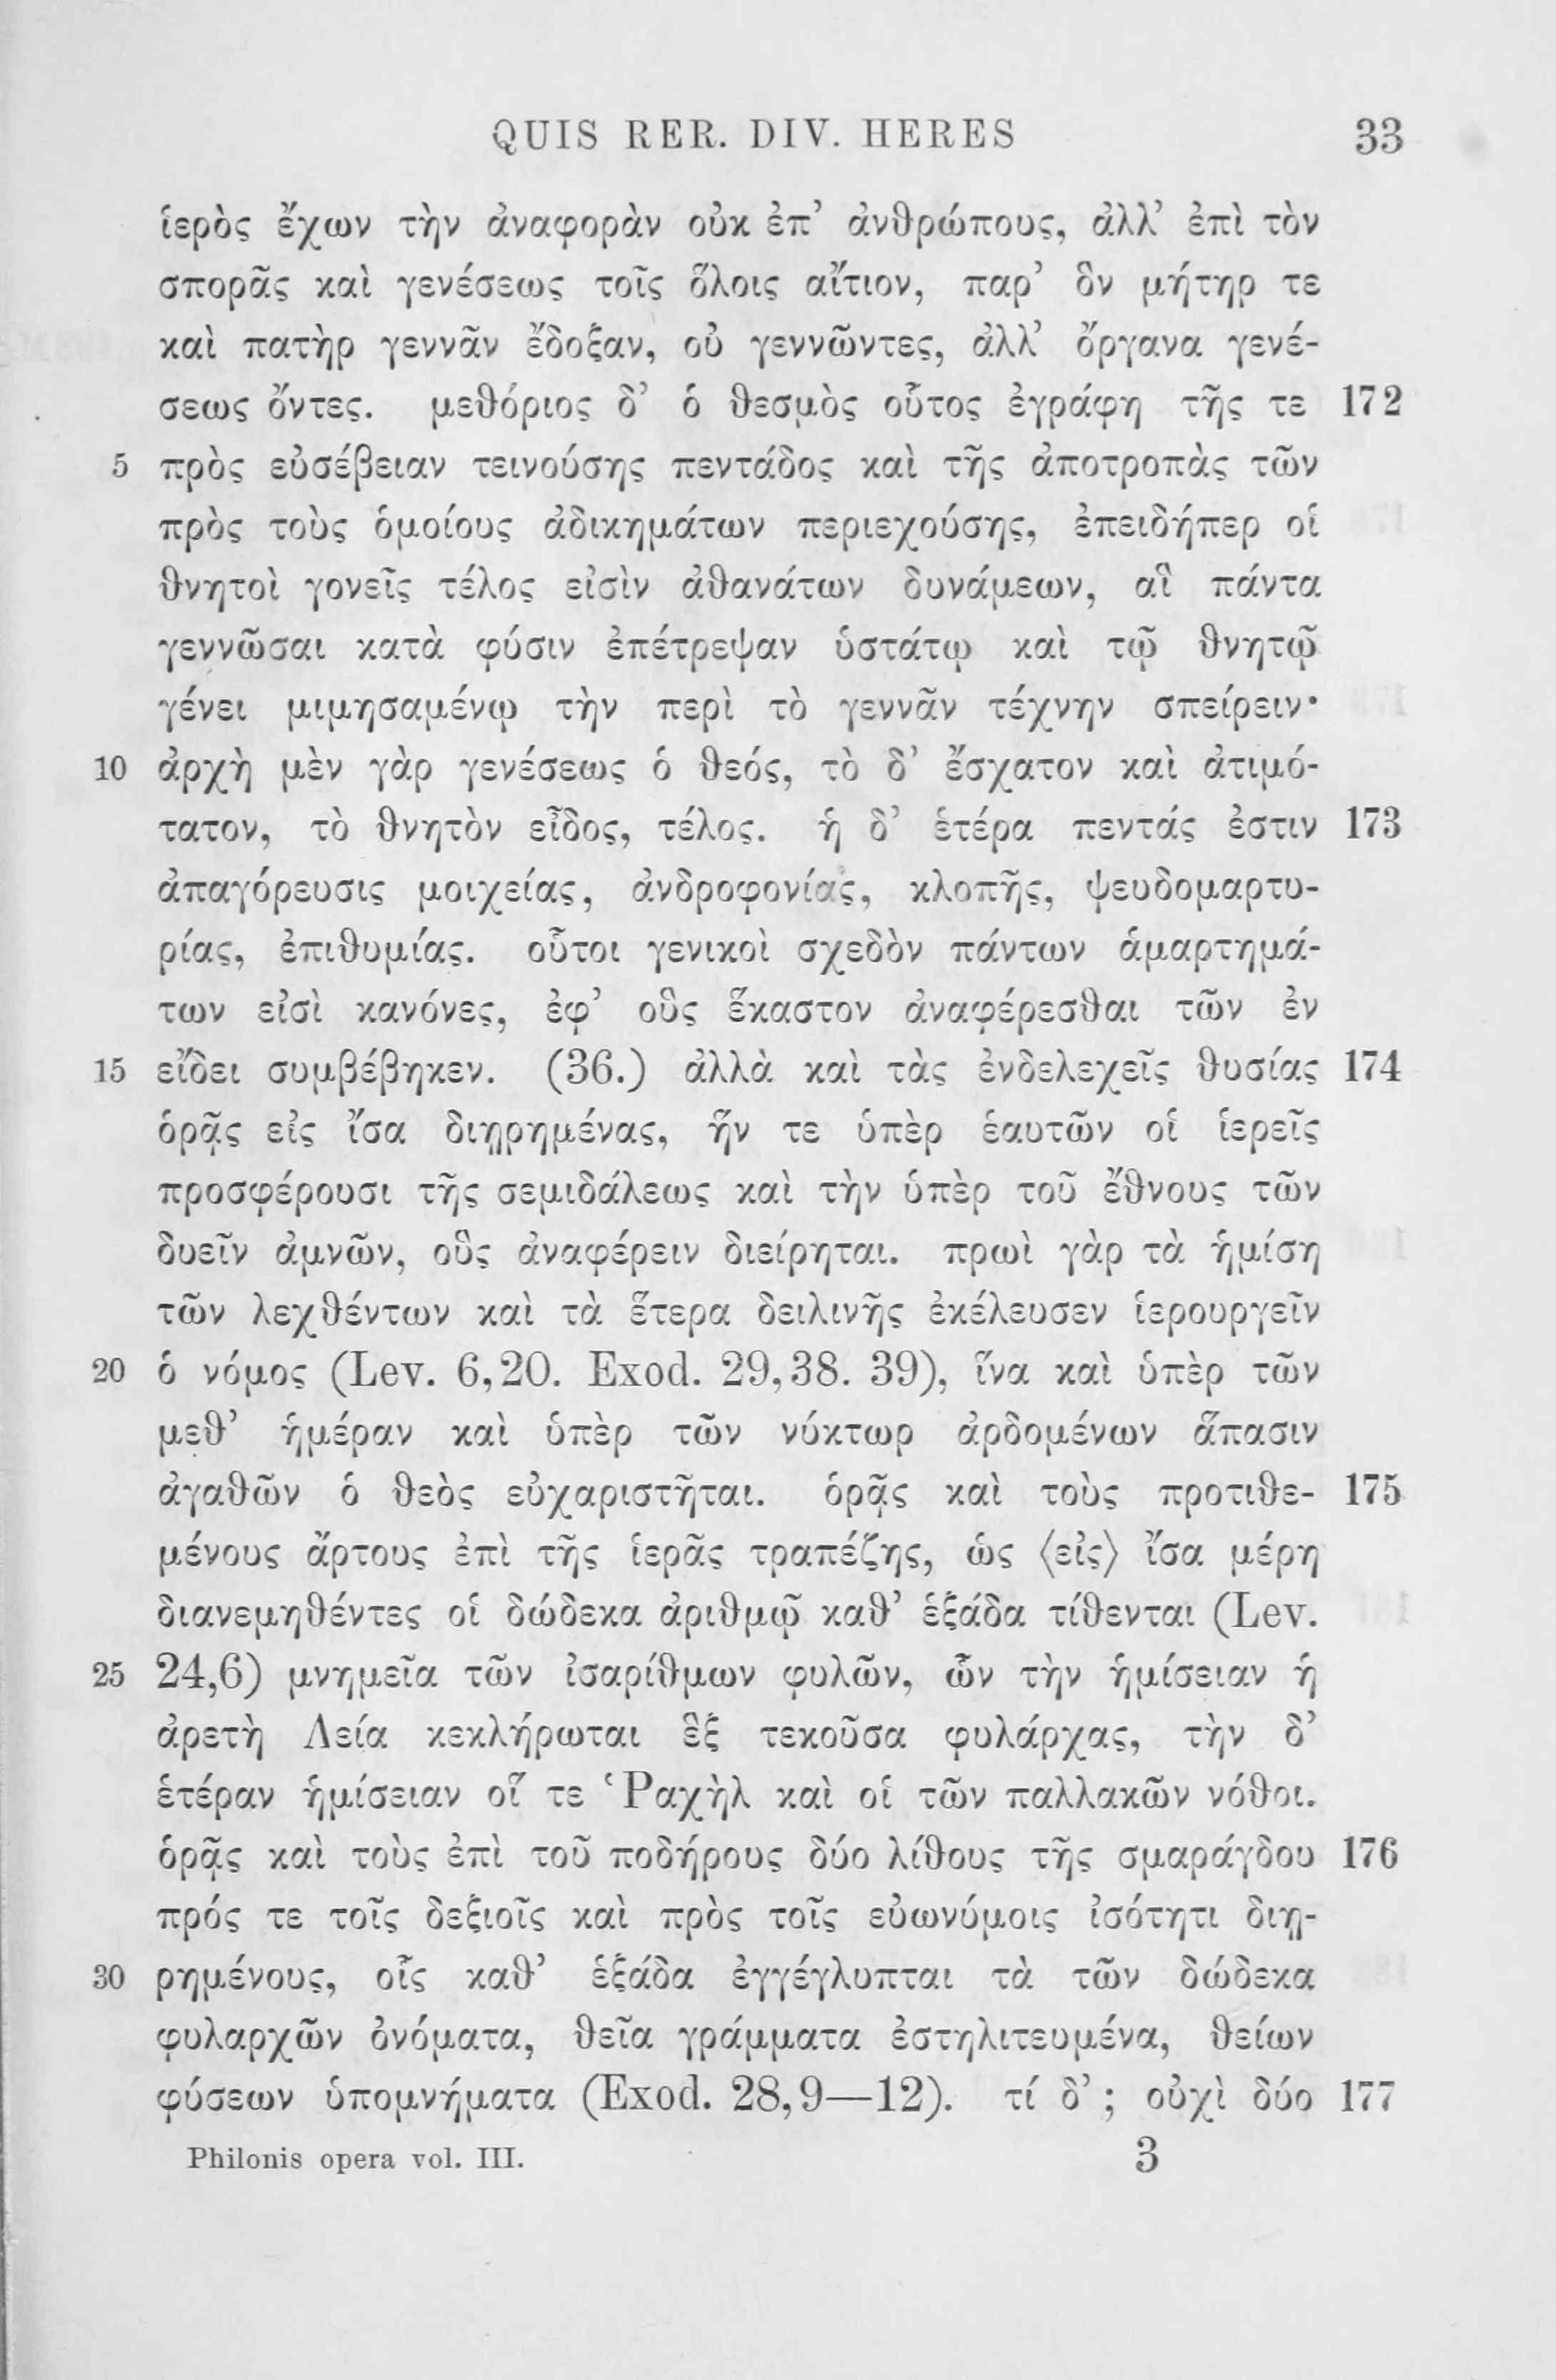 QUIS RER. DIV. HERES 33
ἱερὸς ἔχων τὴν ἀναφορὰν οὐκ ἐπ’ ἀνθρώπους, ἀλλ’ ἐπὶ τὸν
σπορᾶς καὶ γενέσεως τοῖς ὅλοις αἴτιον, παρ’ ὃν μήτηρ τε
καὶ πατὴρ γεννᾶν ἔδοξαν, οὐ γεννῶντες, ἀλλ’ ὄργανα γενέ-
σεως ὄντες. μεθόριος δ’ ὁ θεσμὸς οὗτος ἐγράφη τῆς τε 172
5 πρὸς εὐσέβειαν τεινούσης πεντάδος καὶ τῆς ἀποτροπὰς τῶν
πρὸς τοὺς ὁμοίους ἀδικημάτων περιεχούσης, ἐπειδήπερ οἱ
θνητοὶ γονεῖς τέλος εἰσὶν ἀθανάτων δυνάμεων, αἳ πάντα
γεννῶσαι κατὰ φύσιν ἐπέτρεψαν ὑστάτῳ καὶ τῷ θνητῷ
γένει μιμησαμένῳ τὴν περὶ τὸ γεννᾶν τέχνην σπείρειν·
10 ἀρχὴ μὲν γὰρ γενέσεως ὁ θεός, τὸ δ’ ἔσχατον καὶ ἀτιμό-
τατον, τὸ θνητὸν εἶδος, τέλος. ἡ δ’ ἑτέρα πεντάς ἐστιν 173
ἀπαγόρευσις μοιχείας, ἀνδροφονίας, κλοπῆς, ψευδομαρτυ-
ρίας, ἐπιθυμίας. οὗτοι γενικοὶ σχεδὸν πάντων ἁμαρτημά-
των εἰσὶ κανόνες, ἐφ’ οὓς ἕκαστον ἀναφέρεσθαι τῶν ἐν
15 εἴδει συμβέβηκεν. (36.) ἀλλὰ καὶ τὰς ἐνδελεχεῖς θυσίας 174
ὁρᾷς εἰς ἴσα διῃρημένας, ἥν τε ὑπὲρ ἑαυτῶν οἱ ἱερεῖς
προσφέρουσι τῆς σεμιδάλεως καὶ τὴν ὑπὲρ τοῦ ἔθνους τῶν
δυεῖν ἀμνῶν, οὓς ἀναφέρειν διείρηται. πρωὶ γὰρ τὰ ἡμίση
τῶν λεχθέντων καὶ τὰ ἕτερα δειλινῆς ἐκέλευσεν ἱερουργεῖν
20 ὁ νόμος (Lev. 6,20. Exod. 29,38. 39), ἵνα καὶ ὑπὲρ τῶν
μεθ’ ἡμέραν καὶ ὑπὲρ τῶν νύκτωρ ἀρδομένων ἅπασιν
ἀγαθῶν ὁ θεὸς εὐχαριστῆται. ὁρᾷς καὶ τοὺς προτιθε- 175
μένους ἄρτους ἐπὶ τῆς ἱερᾶς τραπέζης, ὡς ⟨εἰς⟩ ἴσα μέρη
διανεμηθέντες οἱ δώδεκα ἀριθμῷ καθ’ ἑξάδα τίθενται (Lev.
25 24,6) μνημεῖα τῶν ἰσαρίθμων φυλῶν, ὧν τὴν ἡμίσειαν ἡ
ἀρετὴ Λεία κεκλήρωται ἓξ τεκοῦσα φυλάρχας, τὴν δ’
ἑτέραν ἡμίσειαν οἵ τε Ῥαχὴλ καὶ οἱ τῶν παλλακῶν νόθοι.
ὁρᾷς καὶ τοὺς ἐπὶ τοῦ ποδήρους δύο λίθους τῆς σμαράγδου 176
πρός τε τοῖς δεξιοῖς καὶ πρὸς τοῖς εὐωνύμοις ἰσότητι διῃ-
30 ρημένους, οἷς καθ’ ἑξάδα ἐγγέγλυπται τὰ τῶν δώδεκα
φυλαρχῶν ὀνόματα, θεῖα γράμματα ἐστηλιτευμένα, θείων
φύσεων ὑπομνήματα (Exod. 28,9—12). τί δ’; οὐχὶ δύο 177
Philonis opera vol. III. 3